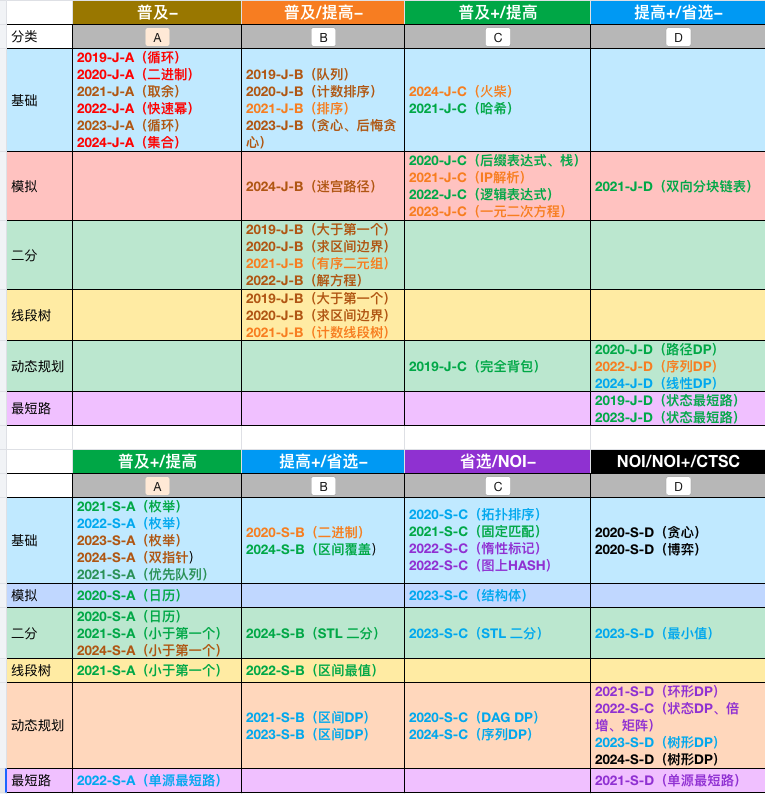 普及− 普及/提高− 普及+/提高 提高+/省选−
分类 A B C D
基础
2019-J-A（循环）
2020-J-A（二进制）
2021-J-A（取余）
2022-J-A（快速幂）
2023-J-A（循环）
2024-J-A（集合）
2019-J-B（队列）
2020-J-B（计数排序）
2021-J-B（排序）
2023-J-B（贪心、后悔贪
心）
2024-J-C（火柴）
2021-J-C（哈希）
模拟
2024-J-B（迷宫路径）
2020-J-C（后缀表达式、栈）
2021-J-C（IP解析）
2022-J-C（逻辑表达式）
2023-J-C（一元二次方程）
2021-J-D（双向分块链表）
二分
2019-J-B（大于第一个）
2020-J-B（求区间边界）
2021-J-B（有序二元组）
2022-J-B（解方程）
线段树
2019-J-B（大于第一个）
2020-J-B（求区间边界）
2021-J-B（计数线段树）
动态规划
2019-J-C（完全背包）
2020-J-D（路径DP）
2022-J-D（序列DP）
2024-J-D（线性DP）
最短路
2019-J-D（状态最短路）
2023-J-D（状态最短路）
普及+/提高 提高+/省选− 省选/NOI− NOI/NOI+/CTSC
A B C D
基础
2021-S-A（枚举）
2022-S-A（枚举）
2023-S-A（枚举）
2024-S-A（双指针）
2021-S-A（优先队列）
2020-S-B（二进制）
2024-S-B（区间覆盖）
2020-S-C（拓扑排序）
2021-S-C（固定匹配）
2022-S-C（惰性标记）
2022-S-C（图上HASH）
2020-S-D（贪心）
2020-S-D（博弈）
模拟
2020-S-A（日历）
2023-S-C（结构体）
二分
2020-S-A（日历）
2021-S-A（小于第一个）
2024-S-A（小于第一个）
2024-S-B（STL 二分）
2023-S-C（STL 二分）
2023-S-D（最小值）
线段树
2021-S-A（小于第一个）
2022-S-B（区间最值）
动态规划
2021-S-B（区间DP）
2023-S-B（区间DP）
2020-S-C（DAG DP）
2024-S-C（序列DP）
2021-S-D（环形DP）
2022-S-C（状态DP、倍
增、矩阵）
2023-S-D（树形DP）
2024-S-D（树形DP）
最短路
2022-S-A（单源最短路）
2021-S-D（单源最短路）